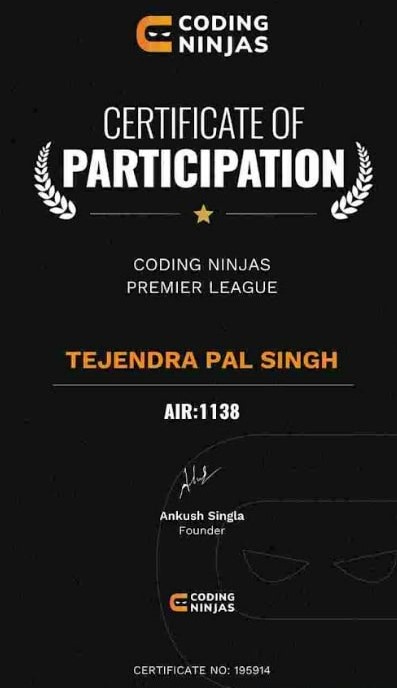 CODING
NINJAS
CERTIFICATE OF
PARTICIPATION
CODING NINJAS
PREMIER LEAGUE
TEJENDRA PAL SINGH
AIR:1138
Ankush Singla
Founder
CODING
NINJAS
CERTIFICATE NO: 195914